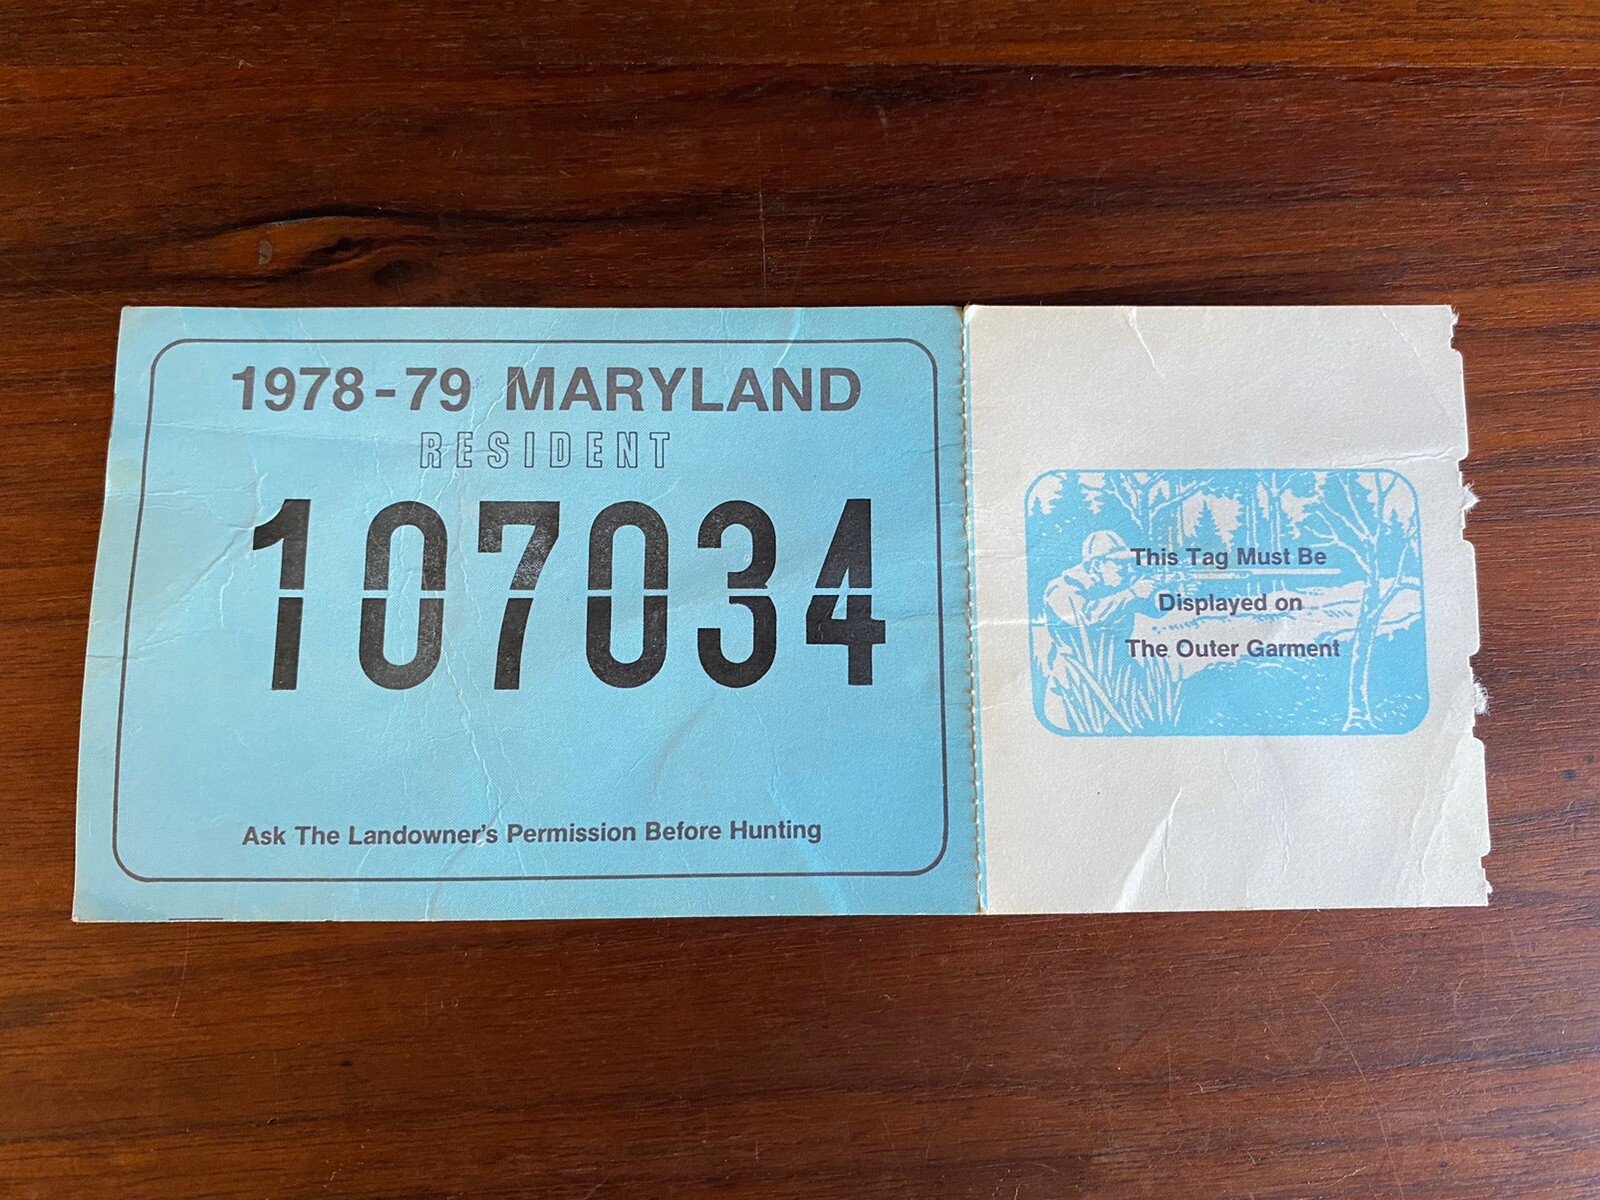 1978-79 MARYLAND
RESIDENT
107034
Ask The Landowner's Permission Before Hunting
This Tag Must Be
Displayed on
The Outer Garment